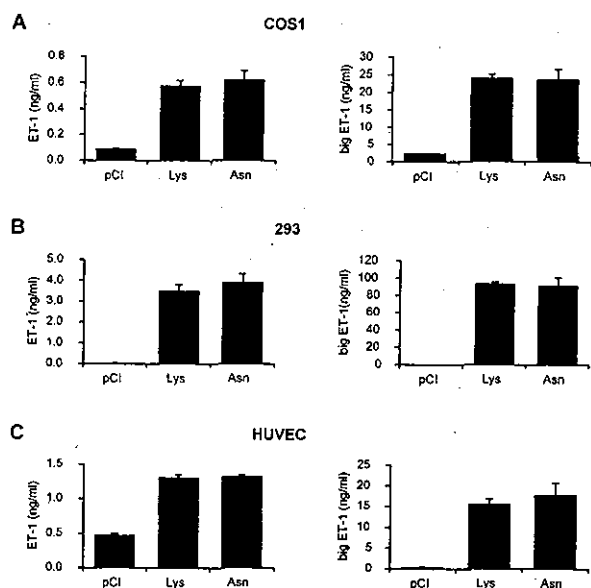 A COS1
ET-1 (ng/ml)
0.8
0.6
0.4
0.2
0.0
pCI Lys Asn
big ET-1 (ng/ml)
30
25
20
15
10
5
0
pCI Lys Asn
B 293
ET-1 (ng/ml)
5.0
4.0
3.0
2.0
1.0
0.0
pCI Lys Asn
big ET-1(ng/ml)
120
100
80
60
40
20
0
pCI Lys Asn
C HUVEC
ET-1 (ng/ml)
1.5
1.0
0.5
0.0
pCI Lys Asn
big ET-1 (ng/ml)
25
20
15
10
5
0
pCI Lys Asn